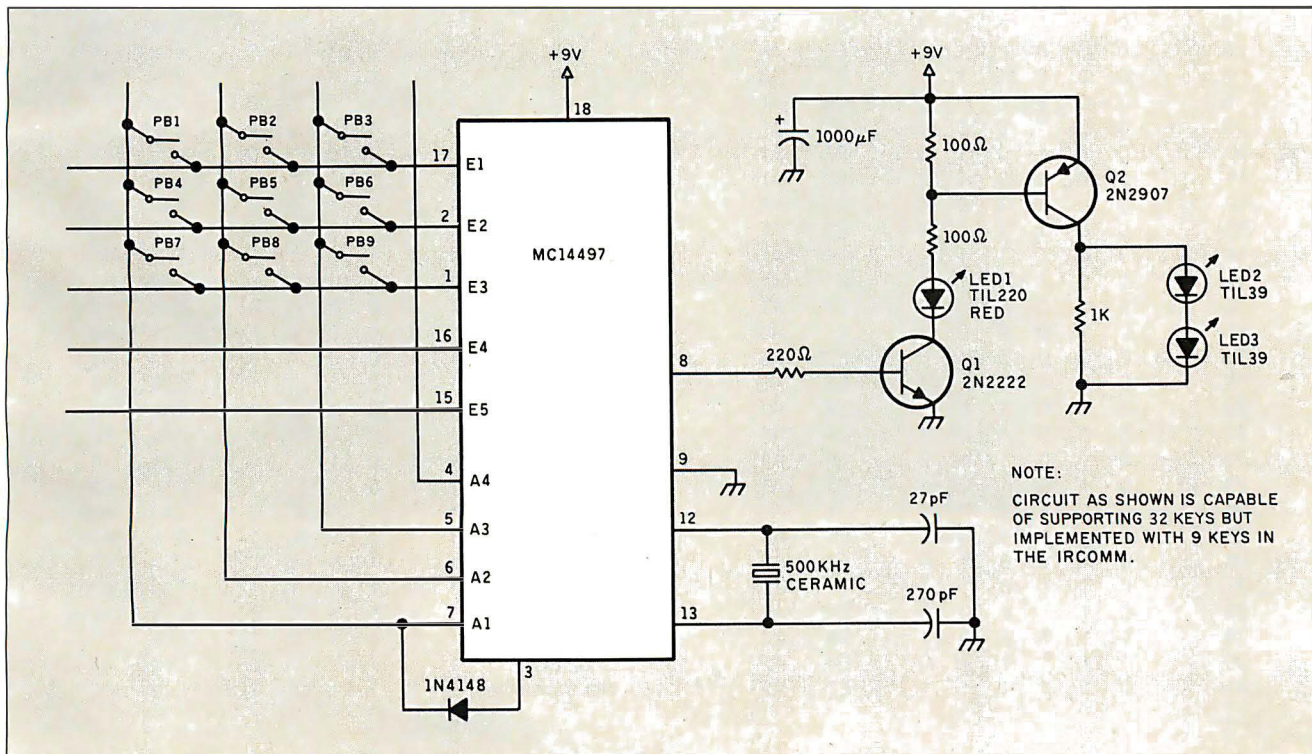 +9V
18
PB1
PB2
PB3
17
E1
PB4
PB5
PB6
2
E2
PB7
PB8
PB9
1
E3
16
E4
15
E5
4
A4
5
A3
6
A2
7
A1
3
1N4148
MC14497
8
220Ω
9
12
13
500KHz
CERAMIC
27pF
270pF
+9V
+
1000μF
100Ω
100Ω
Q2
2N2907
LED1
TIL220
RED
Q1
2N2222
1K
LED2
TIL39
LED3
TIL39
NOTE:
CIRCUIT AS SHOWN IS CAPABLE
OF SUPPORTING 32 KEYS BUT
IMPLEMENTED WITH 9 KEYS IN
THE IRCOMM.